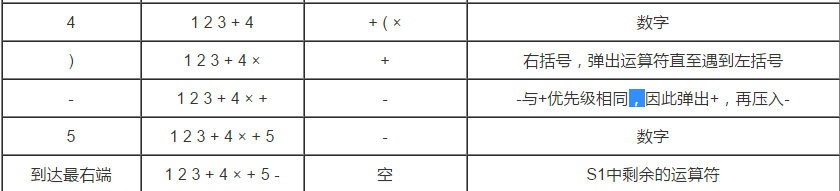 4 1 2 3 + 4 + ( × 数字
) 1 2 3 + 4 × + 右括号，弹出运算符直至遇到左括号
- 1 2 3 + 4 × + - -与+优先级相同，因此弹出+，再压入-
5 1 2 3 + 4 × + 5 - 数字
到达最右端 1 2 3 + 4 × + 5 - 空 S1中剩余的运算符